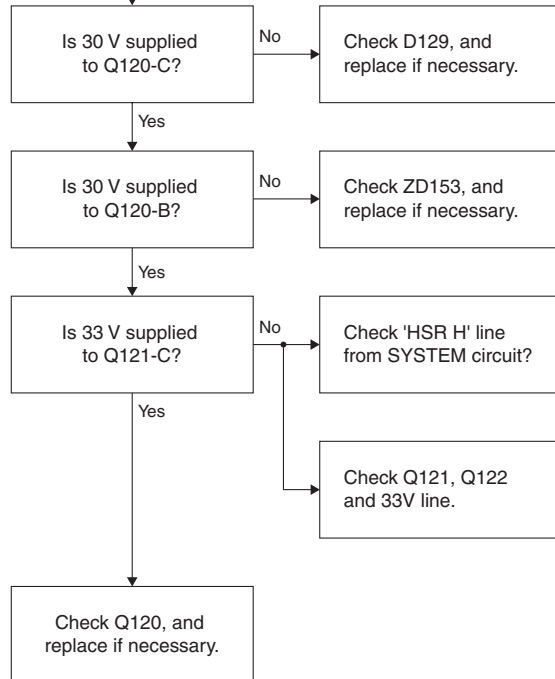 Is 30 V supplied
to Q120-C?
No
Check D129, and
replace if necessary.
Yes
Is 30 V supplied
to Q120-B?
No
Check ZD153, and
replace if necessary.
Yes
Is 33 V supplied
to Q121-C?
No
Check 'HSR H' line
from SYSTEM circuit?
Yes
Check Q121, Q122
and 33V line.
Check Q120, and
replace if necessary.